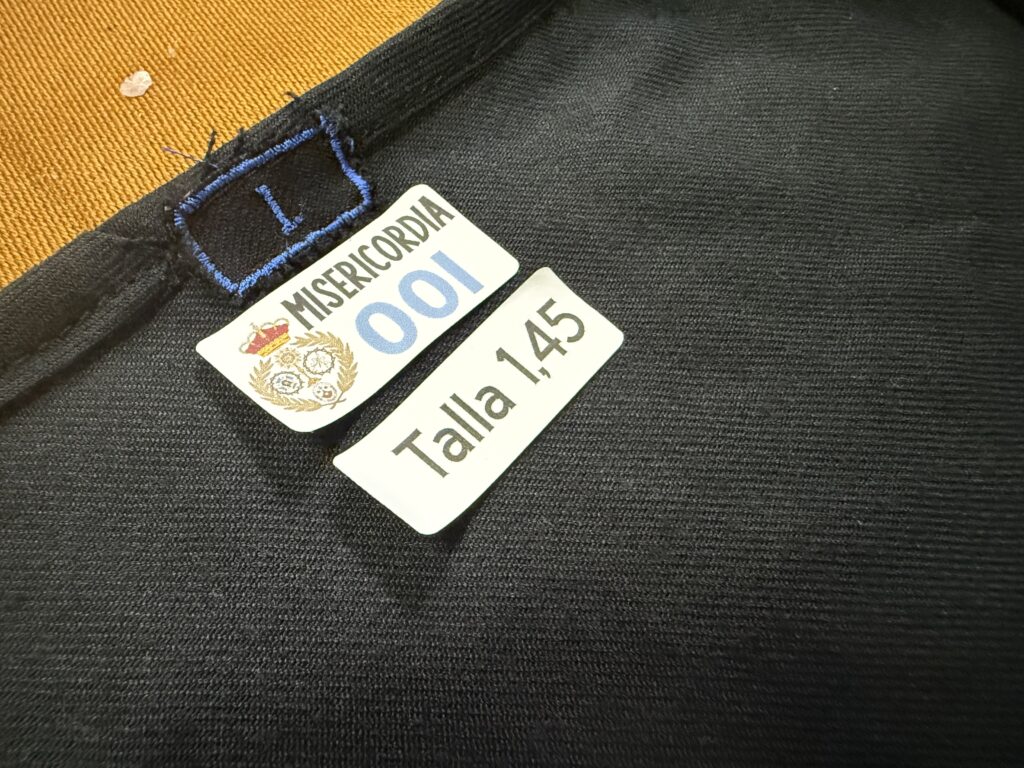 1.
MISERICORDIA
001
Talla 1,45